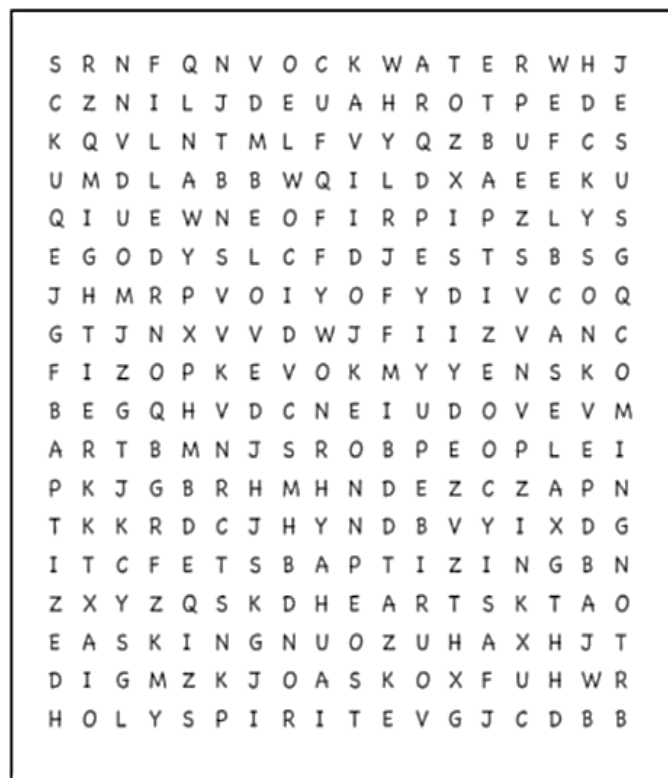 S R N F Q N V O C K W A T E R W H J
C Z N I L J D E U A H R O T P E D E
K Q V L N T M L F V Y Q Z B U F C S
U M D L A B B W Q I L D X A E E K U
Q I U E W N E O F I R P I P Z L Y S
E G O D Y S L C F D J E S T S B S G
J H M R P V O I Y O F Y D I V C O Q
G T J N X V V D W J F I I Z V A N C
F I Z O P K E V O K M Y Y E N S K O
B E G Q H V D C N E I U D O V E V M
A R T B M N J S R O B P E O P L E I
P K J G B R H M H N D E Z C Z A P N
T K K R D C J H Y N D B V Y I X D G
I T C F E T S B A P T I Z I N G B N
Z X Y Z Q S K D H E A R T S K T A O
E A S K I N G N U O Z U H A X H J T
D I G M Z K J O A S K O X F U H W R
H O L Y S P I R I T E V G J C D B B